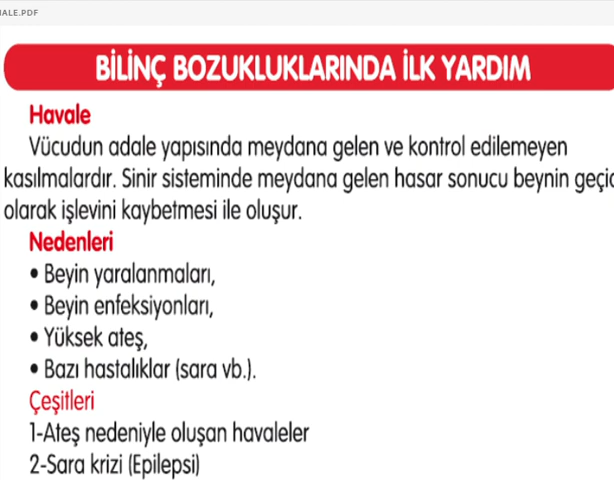 ALE.PDF
BİLİNÇ BOZUKLUKLARINDA İLK YARDIM
Havale
Vücudun adale yapısında meydana gelen ve kontrol edilemeyen
kasılmalardır. Sinir sisteminde meydana gelen hasar sonucu beynin
olarak işlevini kaybetmesi ile oluşur.
Nedenleri
• Beyin yaralanmaları,
• Beyin enfeksiyonları,
• Yüksek ateş,
• Bazı hastalıklar (sara vb.).
Çeşitleri
1-Ateş nedeniyle oluşan havaleler
2-Sara krizi (Epilepsi)